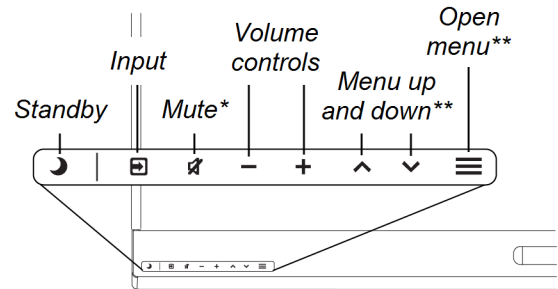 Open
menu**
Volume
controls
Input
Menu up
and down**
Standby
Mute*